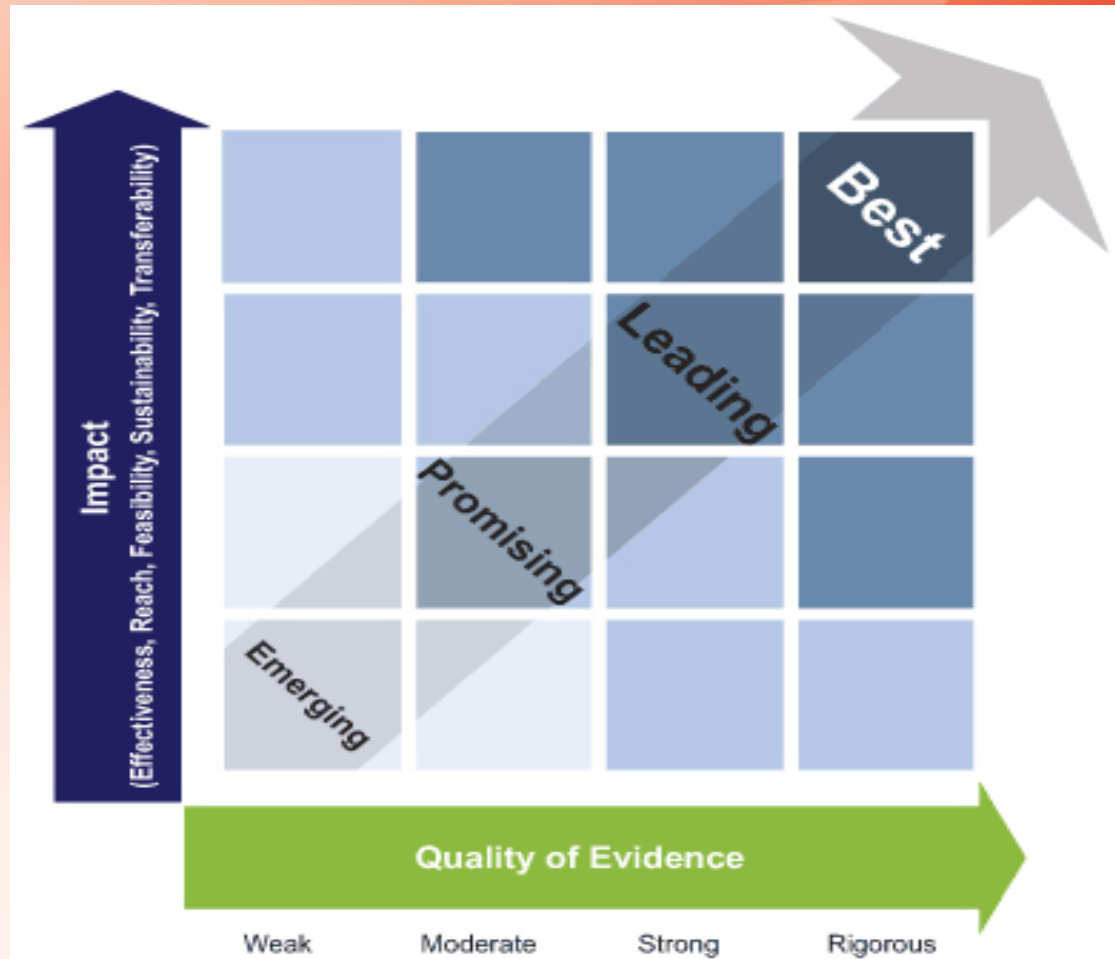 Impact
(Effectiveness, Reach, Feasibility, Sustainability, Transferability)
Best
Leading
Promising
Emerging
Quality of Evidence
Weak Moderate Strong Rigorous